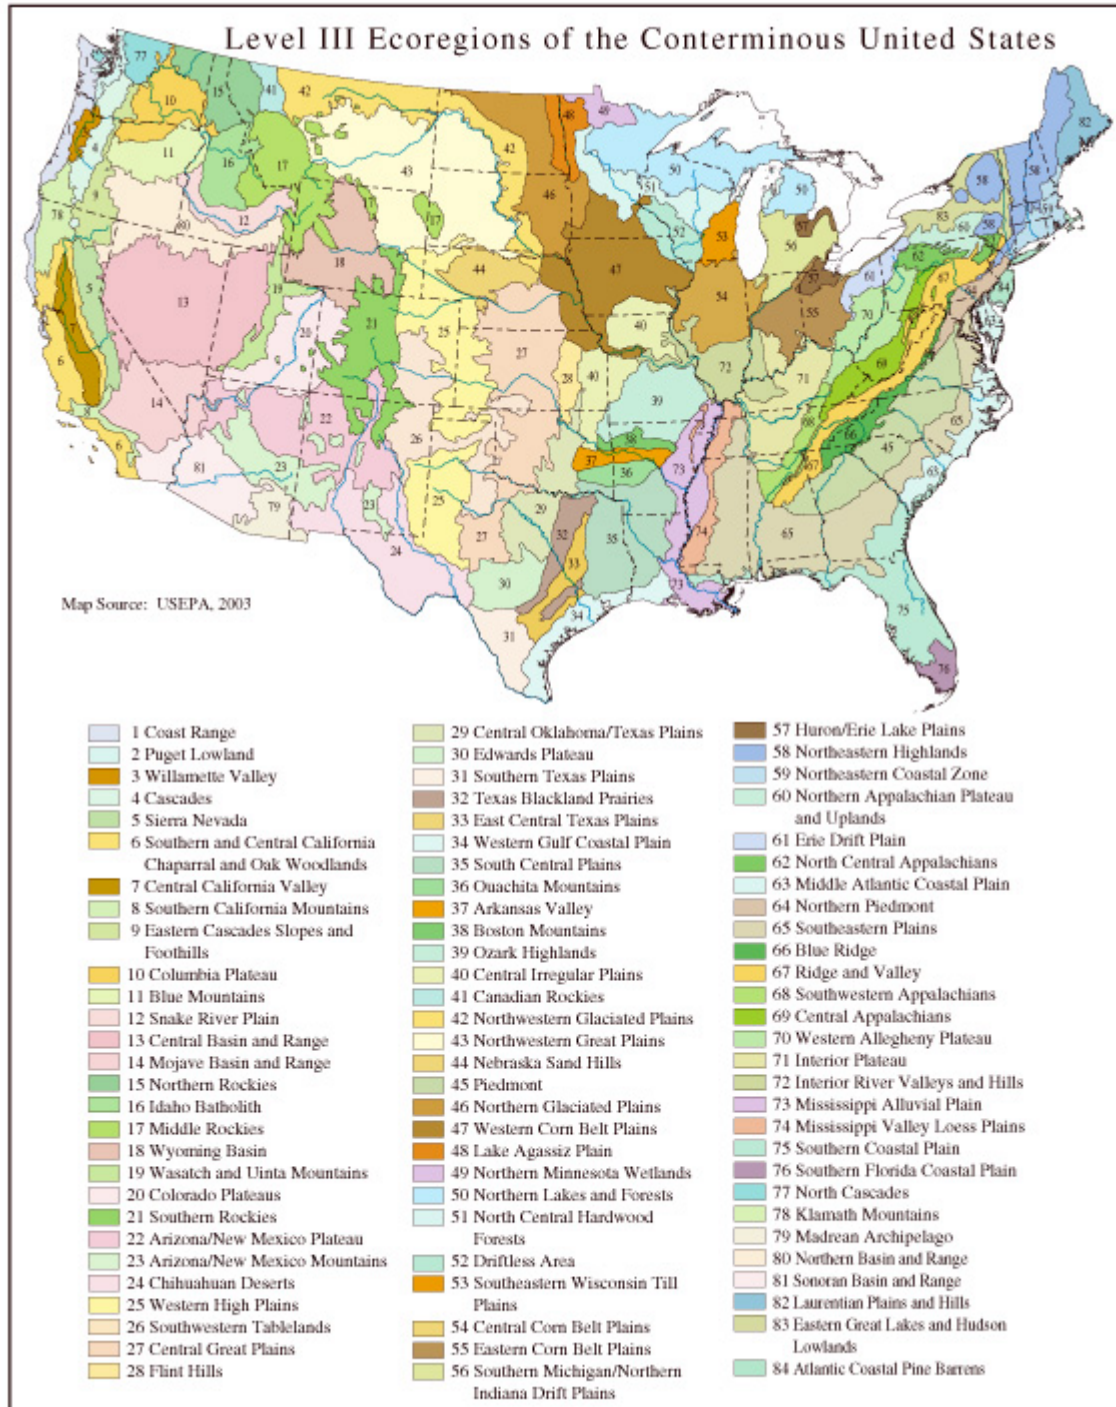 Level III Ecoregions of the Conterminous United States
Map Source: USEPA, 2003
1 Coast Range
2 Puget Lowland
3 Willamette Valley
4 Cascades
5 Sierra Nevada
6 Southern and Central California
Chaparral and Oak Woodlands
7 Central California Valley
8 Southern California Mountains
9 Eastern Cascades Slopes and
Foothills
10 Columbia Plateau
11 Blue Mountains
12 Snake River Plain
13 Central Basin and Range
14 Mojave Basin and Range
15 Northern Rockies
16 Idaho Batholith
17 Middle Rockies
18 Wyoming Basin
19 Wasatch and Uinta Mountains
20 Colorado Plateaus
21 Southern Rockies
22 Arizona/New Mexico Plateau
23 Arizona/New Mexico Mountains
24 Chihuahuan Deserts
25 Western High Plains
26 Southwestern Tablelands
27 Central Great Plains
28 Flint Hills
29 Central Oklahoma/Texas Plains
30 Edwards Plateau
31 Southern Texas Plains
32 Texas Blackland Prairies
33 East Central Texas Plains
34 Western Gulf Coastal Plain
35 South Central Plains
36 Ouachita Mountains
37 Arkansas Valley
38 Boston Mountains
39 Ozark Highlands
40 Central Irregular Plains
41 Canadian Rockies
42 Northwestern Glaciated Plains
43 Northwestern Great Plains
44 Nebraska Sand Hills
45 Piedmont
46 Northern Glaciated Plains
47 Western Corn Belt Plains
48 Lake Agassiz Plain
49 Northern Minnesota Wetlands
50 Northern Lakes and Forests
51 North Central Hardwood
Forests
52 Driftless Area
53 Southeastern Wisconsin Till
Plains
54 Central Corn Belt Plains
55 Eastern Corn Belt Plains
56 Southern Michigan/Northern
Indiana Drift Plains
57 Huron/Erie Lake Plains
58 Northeastern Highlands
59 Northeastern Coastal Zone
60 Northern Appalachian Plateau
and Uplands
61 Erie Drift Plain
62 North Central Appalachians
63 Middle Atlantic Coastal Plain
64 Northern Piedmont
65 Southeastern Plains
66 Blue Ridge
67 Ridge and Valley
68 Southwestern Appalachians
69 Central Appalachians
70 Western Allegheny Plateau
71 Interior Plateau
72 Interior River Valleys and Hills
73 Mississippi Alluvial Plain
74 Mississippi Valley Loess Plains
75 Southern Coastal Plain
76 Southern Florida Coastal Plain
77 North Cascades
78 Klamath Mountains
79 Madrean Archipelago
80 Northern Basin and Range
81 Sonoran Basin and Range
82 Laurentian Plains and Hills
83 Eastern Great Lakes and Hudson
Lowlands
84 Atlantic Coastal Pine Barrens